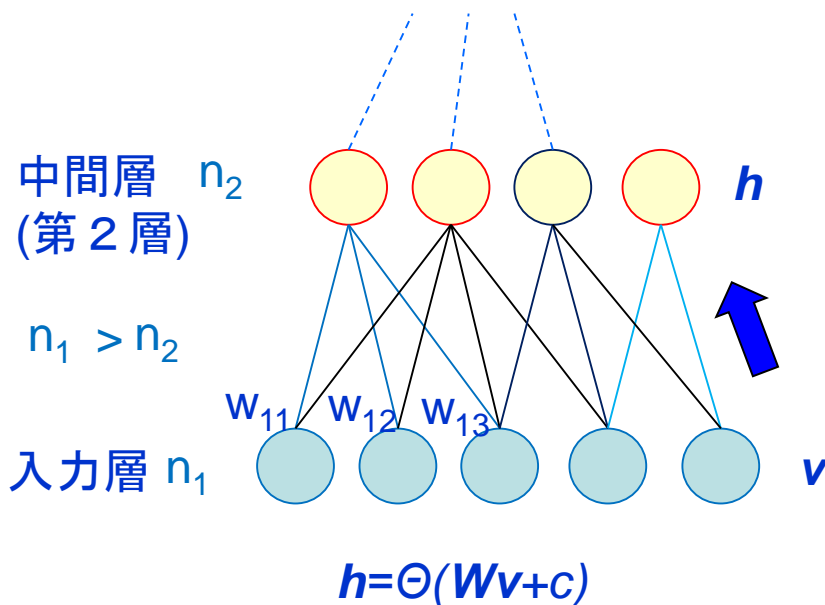 中間層 n₂
(第２層)
h
n₁ > n₂
w₁₁ w₁₂ w₁₃
入力層 n₁
v
h=Θ(Wv+c)